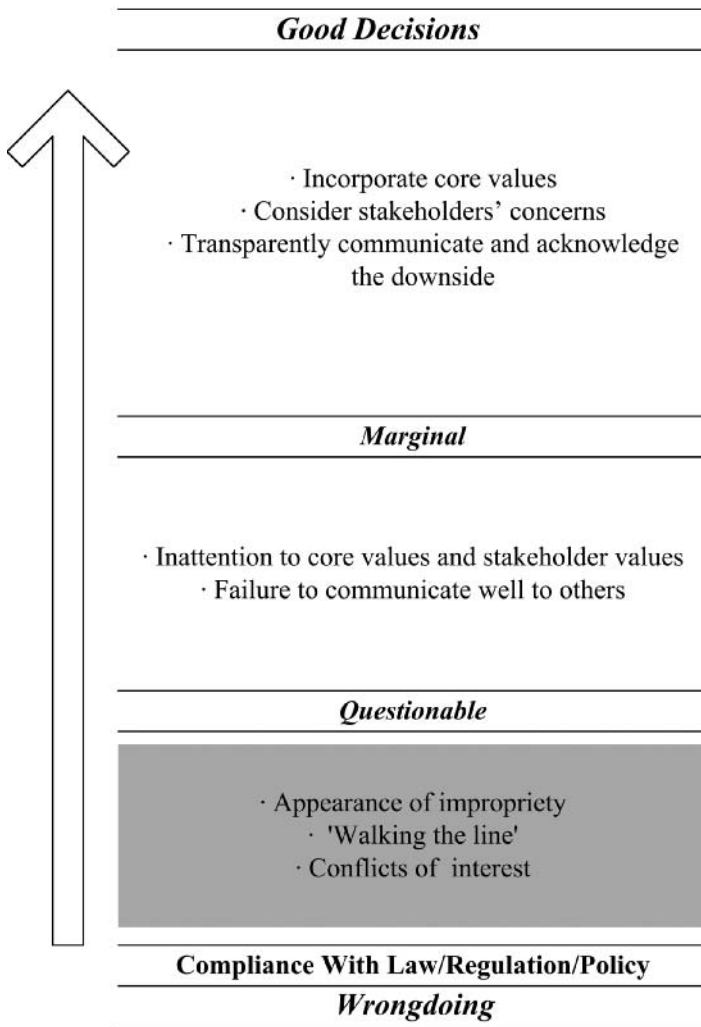 Good Decisions
· Incorporate core values
· Consider stakeholders’ concerns
· Transparently communicate and acknowledge
the downside
Marginal
· Inattention to core values and stakeholder values
· Failure to communicate well to others
Questionable
· Appearance of impropriety
· 'Walking the line'
· Conflicts of interest
Compliance With Law/Regulation/Policy
Wrongdoing